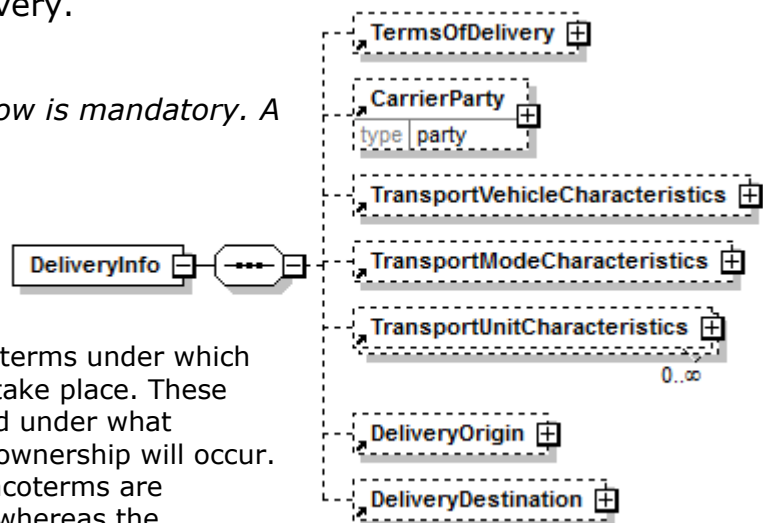 very.
ow is mandatory. A
terms under which
take place. These
d under what
ownership will occur.
ncoterms are
whereas the
DeliveryInfo
TermsOfDelivery
CarrierParty
type party
TransportVehicleCharacteristics
TransportModeCharacteristics
TransportUnitCharacteristics
0..∞
DeliveryOrigin
DeliveryDestination